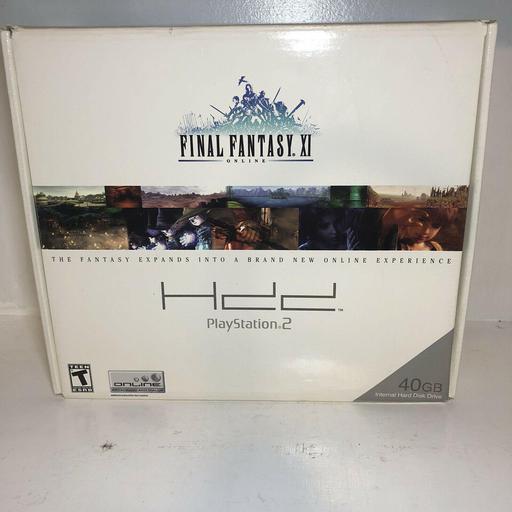 FINAL FANTASY. XI
ONLINE
THE FANTASY EXPANDS INTO A BRAND NEW ONLINE EXPERIENCE
Hdd™
PlayStation.2
TEEN
T
ESRB
ONLINE
40GB
Internal Hard Disk Drive